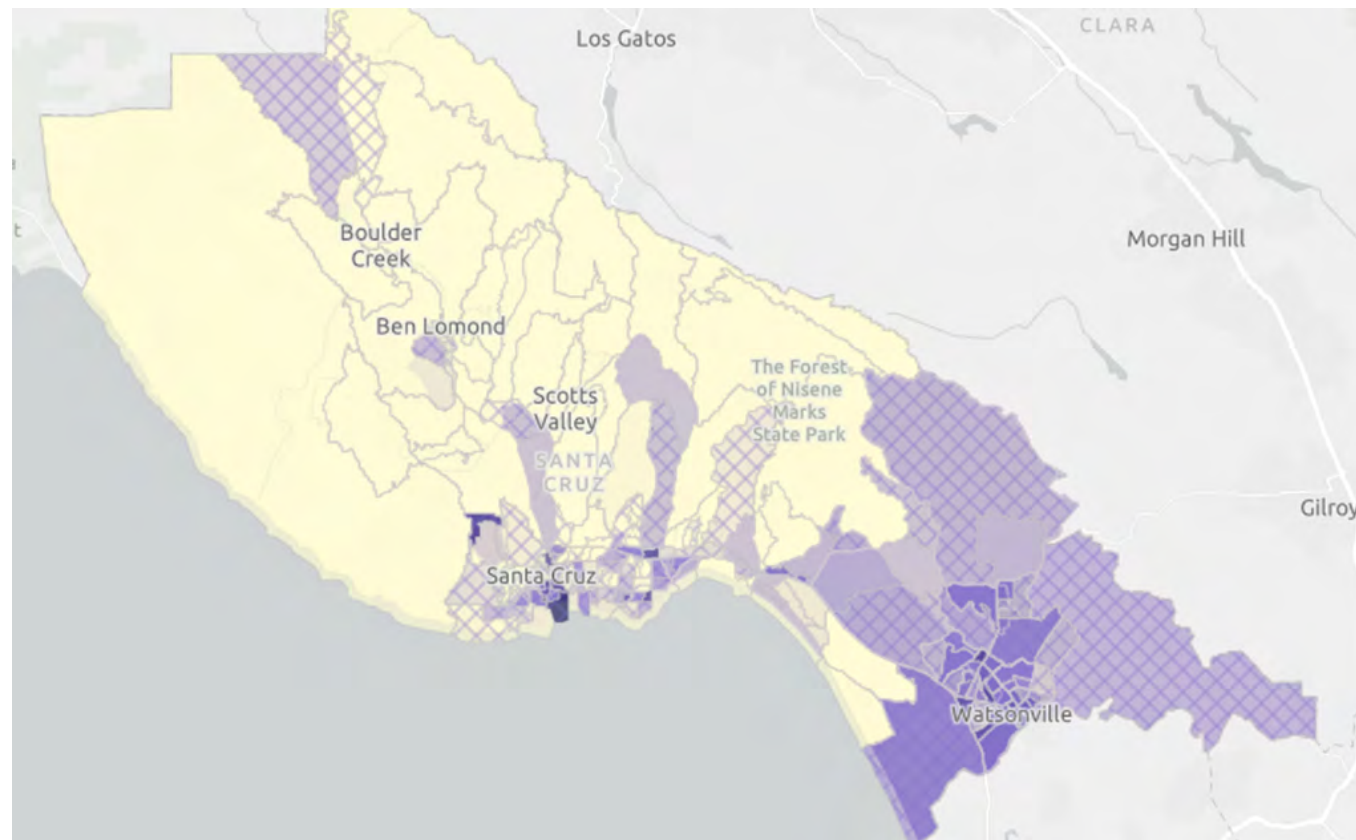 CLARA
Los Gatos
Boulder
Creek
Morgan Hill
Ben Lomond
The Forest
of Nisene
Marks
State Park
Scotts
Valley
SANTA
CRUZ
Gilroy
Santa Cruz
Watsonville